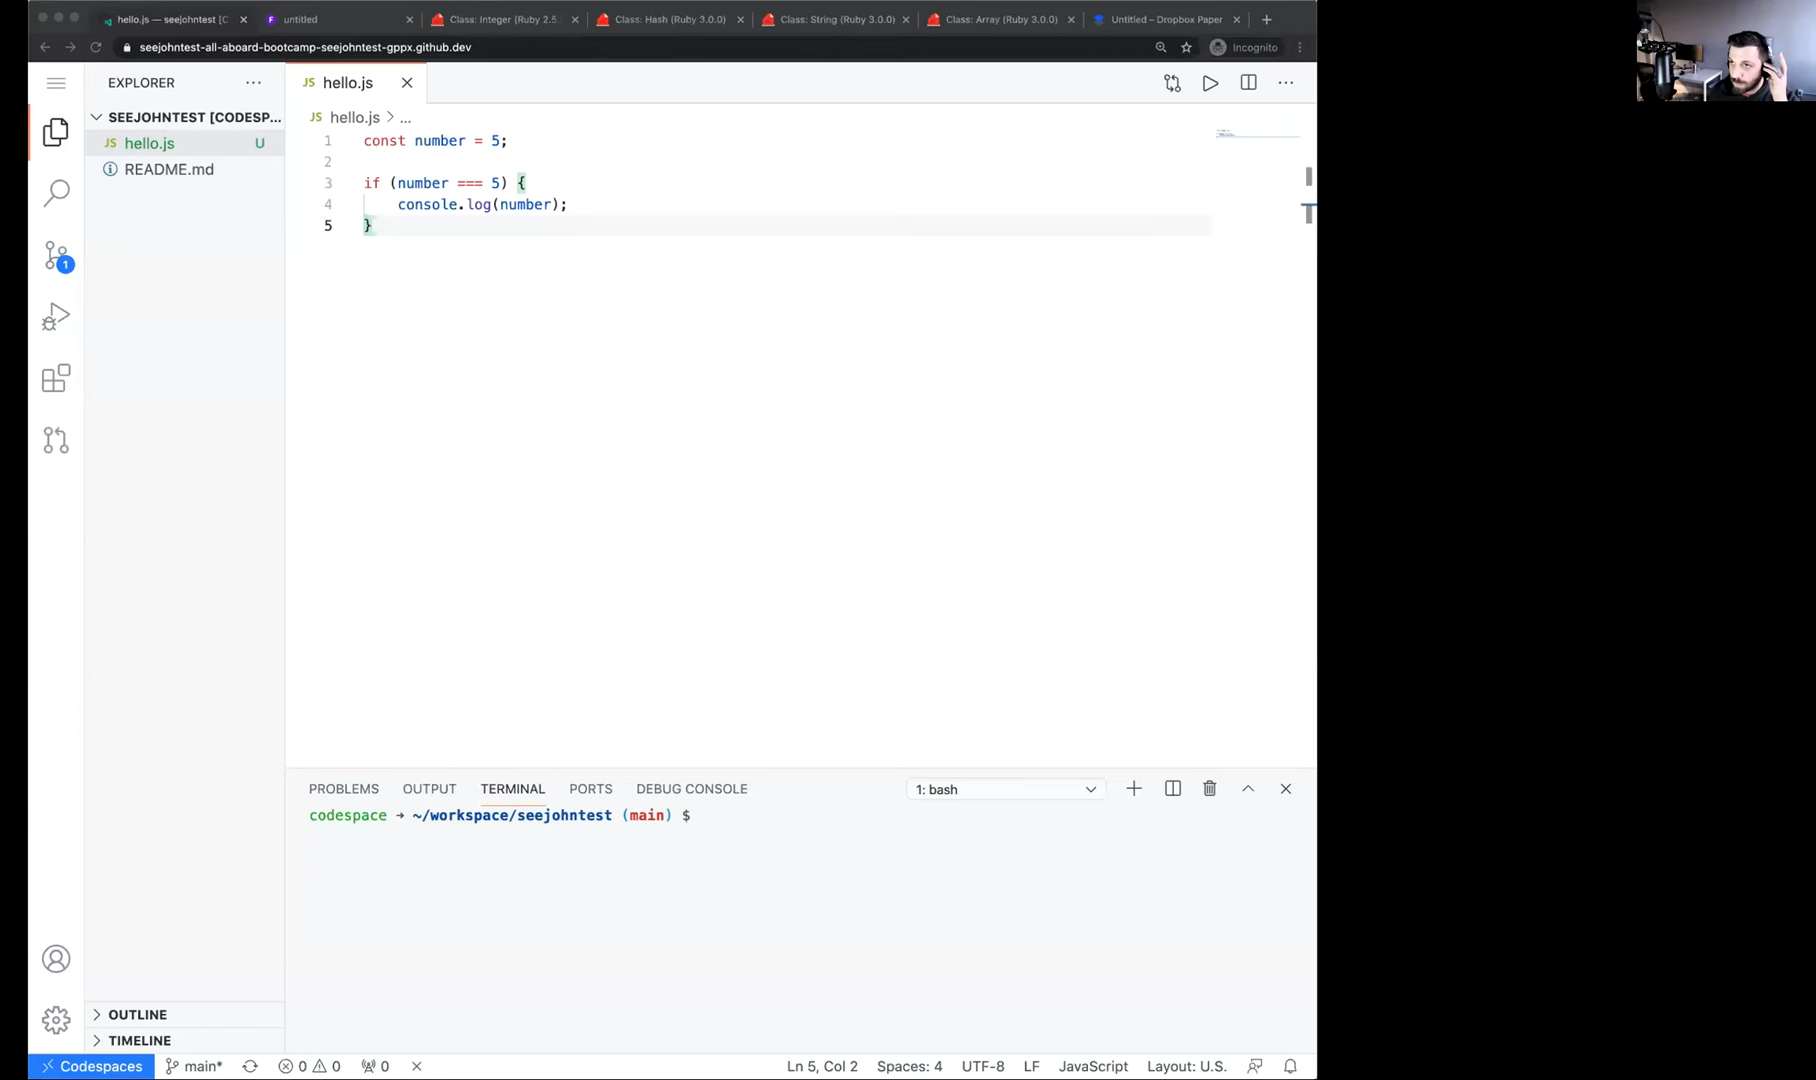 hello.js — seejohntest [C
untitled
Class: Integer (Ruby 2.5.
Class: Hash (Ruby 3.0.0)
Class: String (Ruby 3.0.0)
Class: Array (Ruby 3.0.0)
Untitled – Dropbox Paper
seejohntest-all-aboard-bootcamp-seejohntest-gppx.github.dev
Incognito
EXPLORER
JS hello.js
SEEJOHNTEST [CODESP...
JS hello.js U
README.md
1
JS hello.js > ...
1 const number = 5;
2
3 if (number === 5) {
4 console.log(number);
5 }
PROBLEMS OUTPUT TERMINAL PORTS DEBUG CONSOLE
1: bash
codespace → ~/workspace/seejohntest (main) $
OUTLINE
TIMELINE
Codespaces main* 0 0 0
Ln 5, Col 2 Spaces: 4 UTF-8 LF JavaScript Layout: U.S.